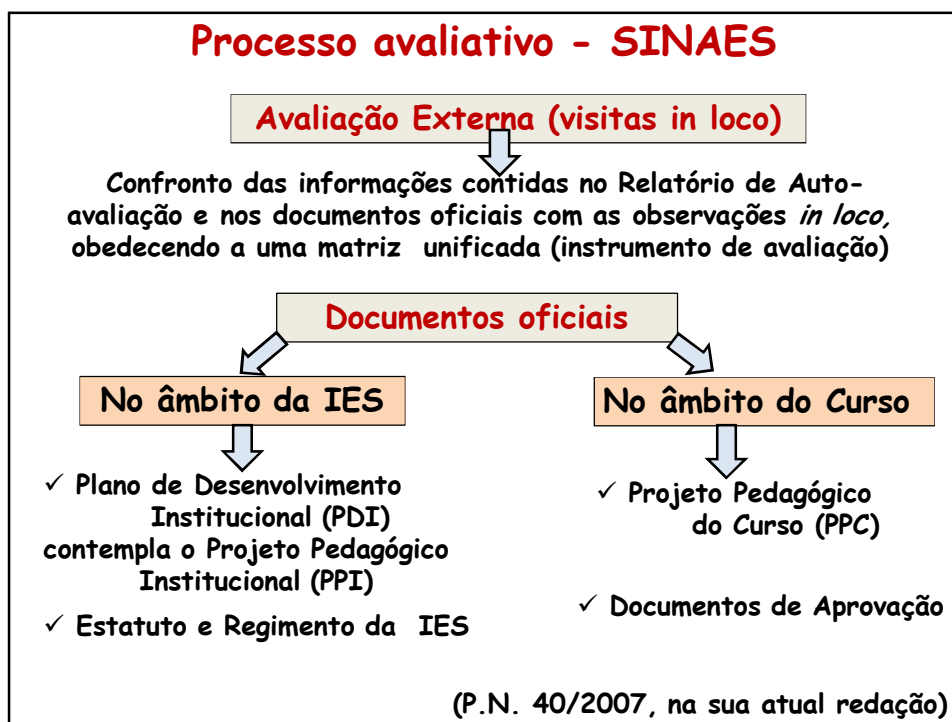 Processo avaliativo - SINAES
Avaliação Externa (visitas in loco)
Confronto das informações contidas no Relatório de Auto-
avaliação e nos documentos oficiais com as observações in loco,
obedecendo a uma matriz unificada (instrumento de avaliação)
Documentos oficiais
No âmbito da IES
✓ Plano de Desenvolvimento
Institucional (PDI)
contempla o Projeto Pedagógico
Institucional (PPI)
✓ Estatuto e Regimento da IES
No âmbito do Curso
✓ Projeto Pedagógico
do Curso (PPC)
✓ Documentos de Aprovação
(P.N. 40/2007, na sua atual redação)